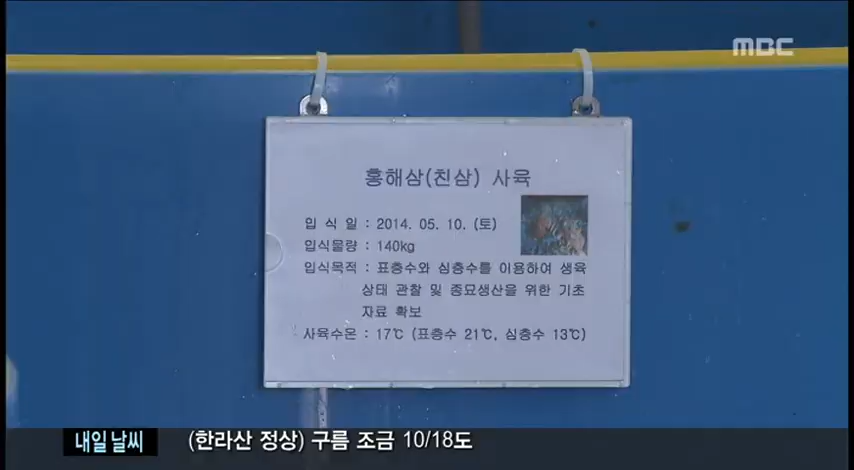 MBC
홍해삼(친삼) 사육
입 식 일 : 2014. 05. 10. (토)
입식물량 : 140kg
입식목적 : 표층수와 심층수를 이용하여 생육
상태 관찰 및 종묘생산을 위한 기초
자료 확보
사육수온 : 17℃ (표층수 21℃, 심층수 13℃)
내일 날씨 (한라산 정상) 구름 조금 10/18도